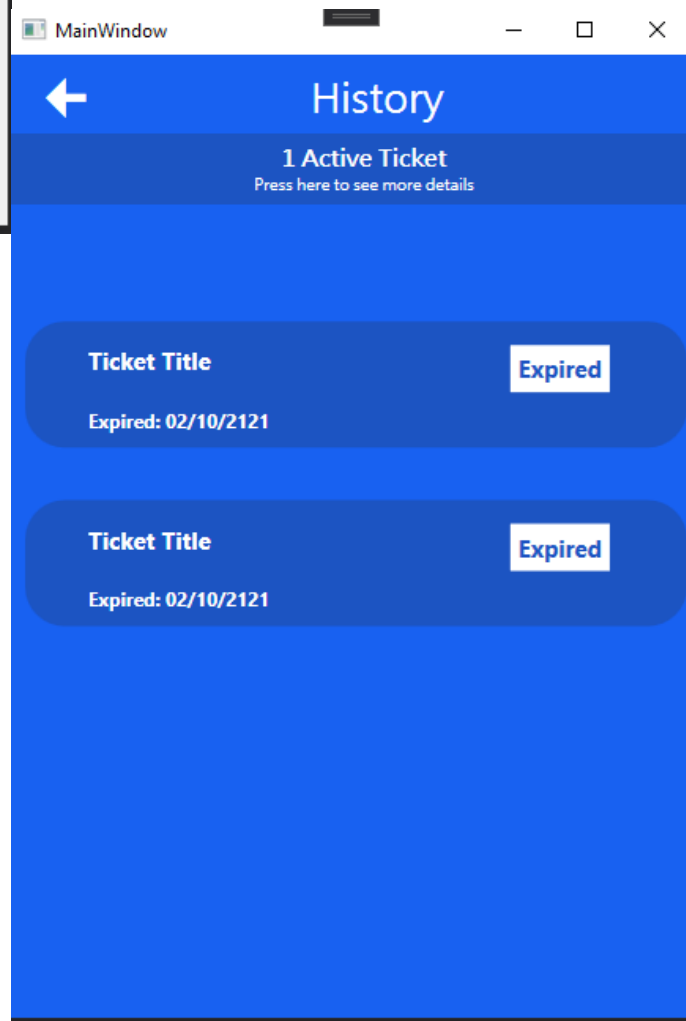 MainWindow
History
1 Active Ticket
Press here to see more details
Ticket Title
Expired
Expired: 02/10/2121
Ticket Title
Expired
Expired: 02/10/2121